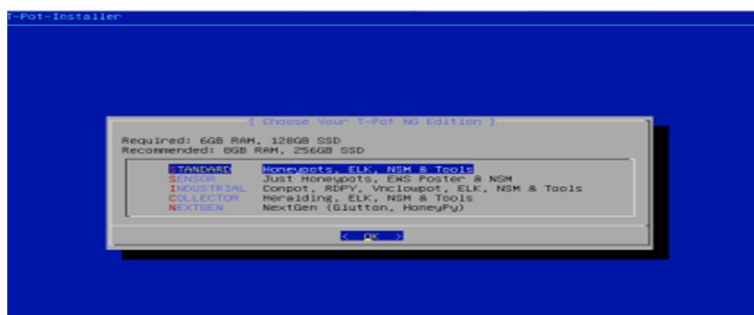 T-Pot-Installer
[ Choose Your T-Pot NG Edition ]
Required: 6GB RAM, 128GB SSD
Recommended: 8GB RAM, 256GB SSD
STANDARD Honeypots, ELK, NSM & Tools
SENSOR Just Honeypots, EWS Poster & NSM
INDUSTRIAL Conpot, RDPY, Vnclowpot, ELK, NSM & Tools
COLLECTOR Heralding, ELK, NSM & Tools
NEXTGEN NextGen (Glutton, HoneyPy)
< OK >